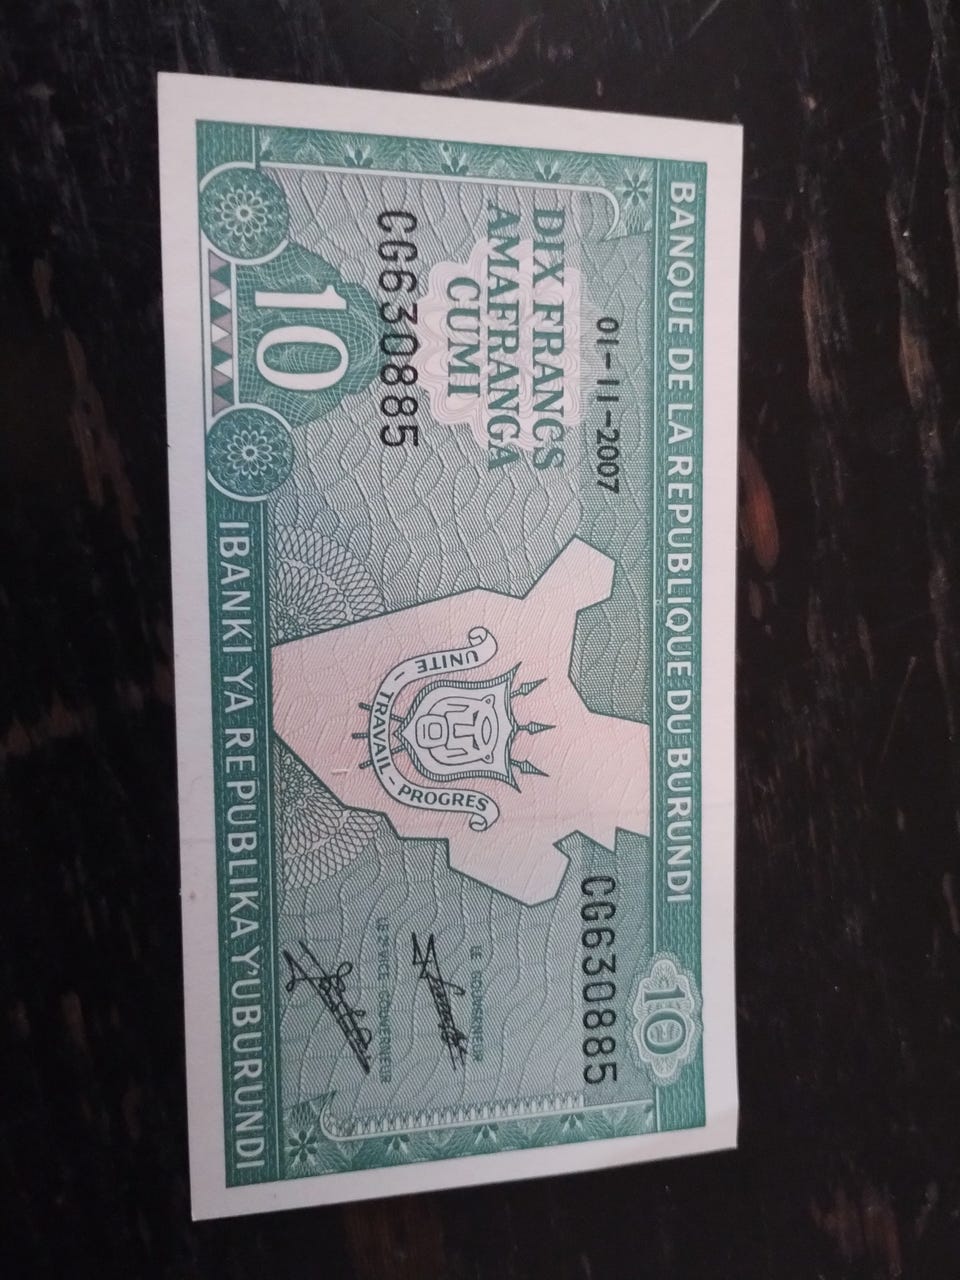 BANQUE DE LA REPUBLIQUE DU BURUNDI
10
01-11-2007
DIX FRANCS
AMAFRANGA
CUMI
CG630885
CG630885
UNITE - TRAVAIL - PROGRES
LE GOUVERNEUR
LE 2e VICE-GOUVERNEUR
10
IBANKI YA REPUBLIKA Y'UBURUNDI